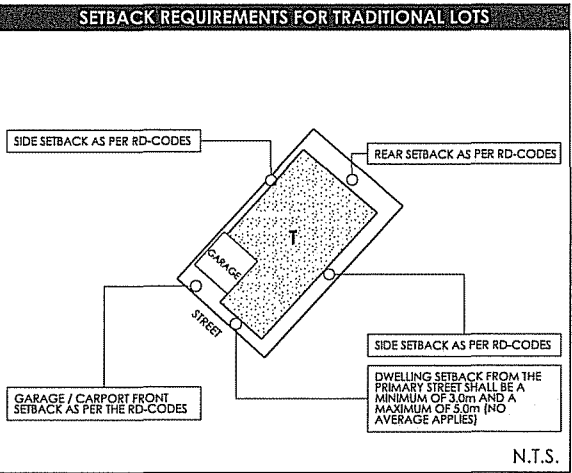 SETBACK REQUIREMENTS FOR TRADITIONAL LOTS
SIDE SETBACK AS PER RD-CODES
REAR SETBACK AS PER RD-CODES
T
GARAGE
STREET
SIDE SETBACK AS PER RD-CODES
GARAGE / CARPORT FRONT
SETBACK AS PER THE RD-CODES
DWELLING SETBACK FROM THE
PRIMARY STREET SHALL BE A
MINIMUM OF 3.0m AND A
MAXIMUM OF 5.0m (NO
AVERAGE APPLIES)
N.T.S.